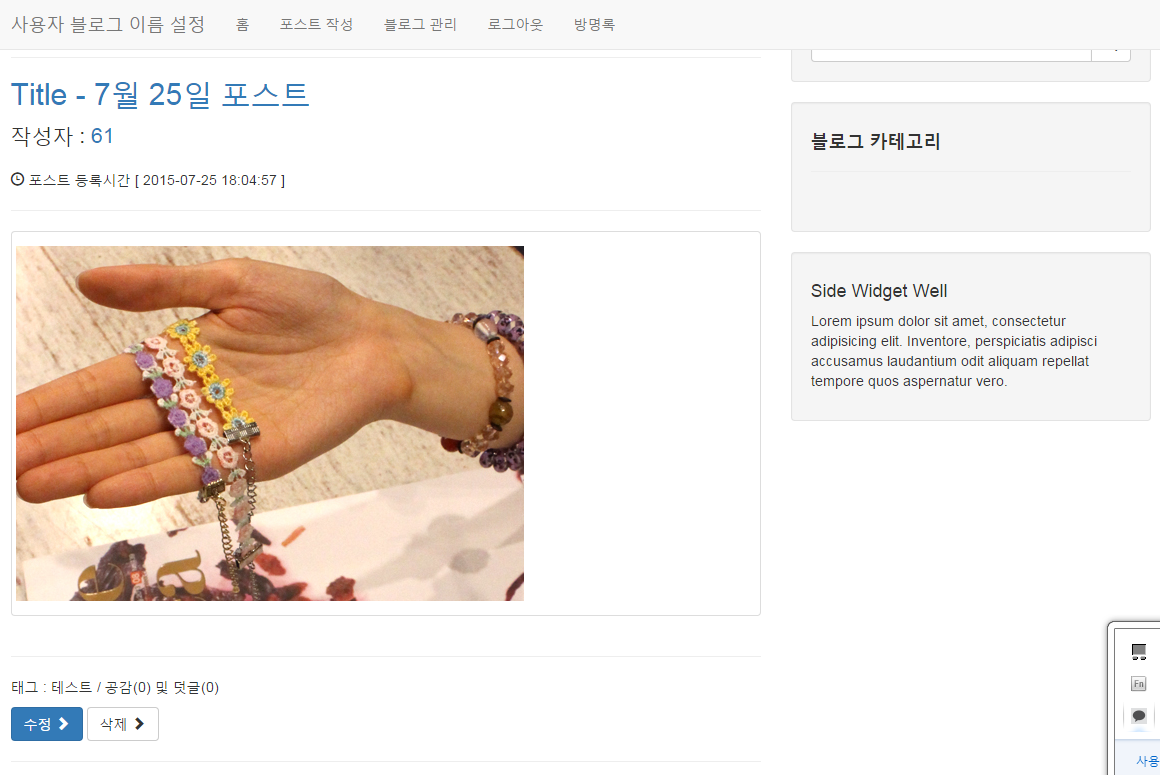 사용자 블로그 이름 설정 홈 포스트 작성 블로그 관리 로그아웃 방명록
Title - 7월 25일 포스트
작성자 : 61
포스트 등록시간 [ 2015-07-25 18:04:57 ]
태그 : 테스트 / 공감(0) 및 덧글(0)
수정 삭제
블로그 카테고리
Side Widget Well
Lorem ipsum dolor sit amet, consectetur
adipisicing elit. Inventore, perspiciatis adipisci
accusamus laudantium odit aliquam repellat
tempore quos aspernatur vero.
Fn
사용